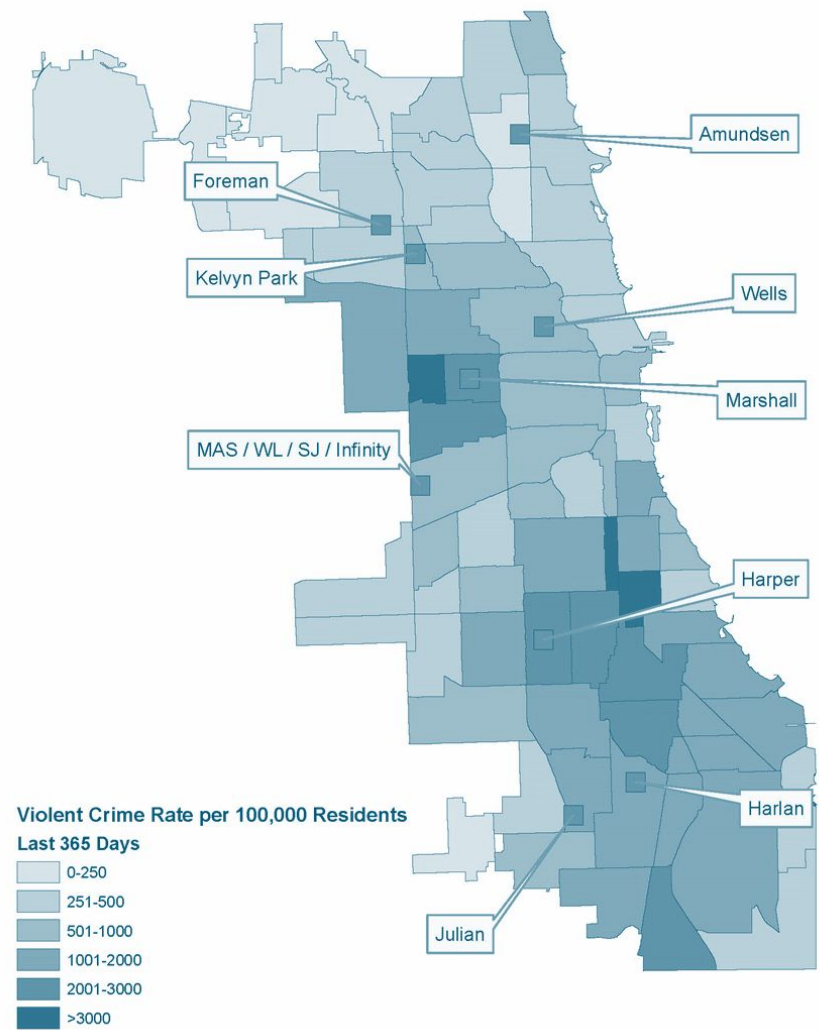 Amundsen
Foreman
Kelvyn Park
Wells
Marshall
MAS / WL / SJ / Infinity
Harper
Harlan
Julian
Violent Crime Rate per 100,000 Residents
Last 365 Days
0-250
251-500
501-1000
1001-2000
2001-3000
>3000